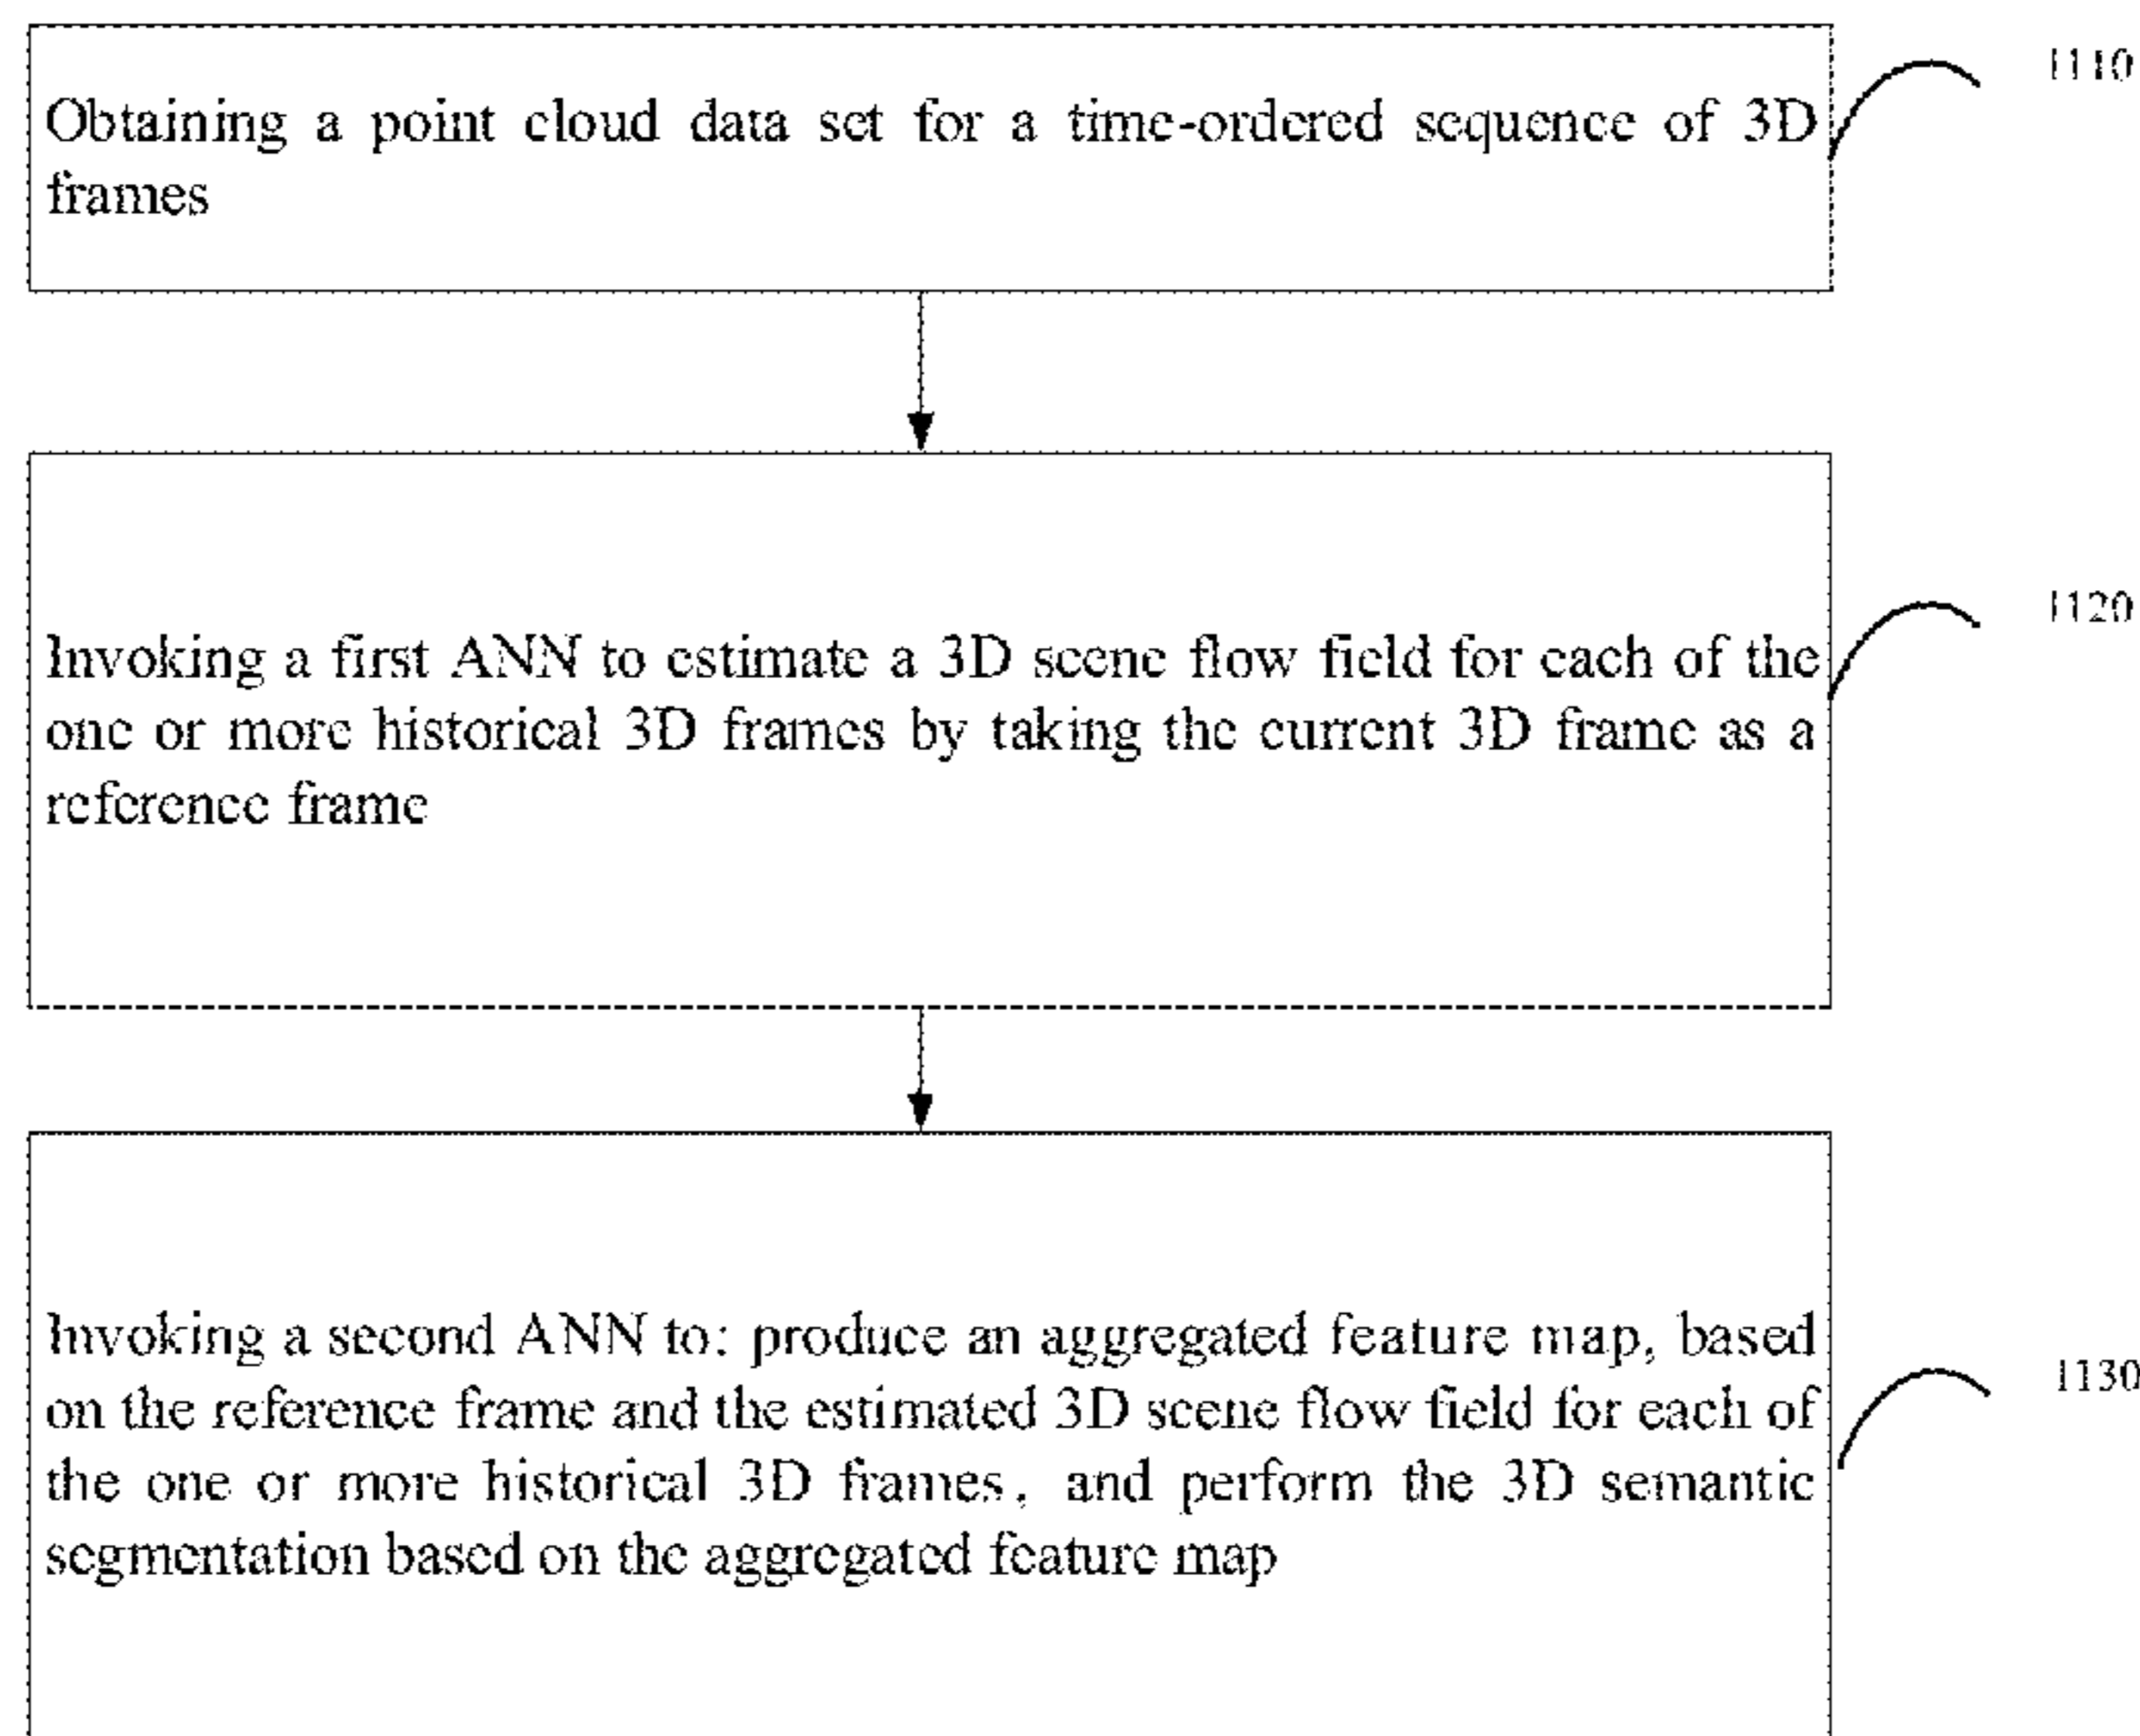 1110
Obtaining a point cloud data set for a time-ordered sequence of 3D
frames
1120
Invoking a first ANN to estimate a 3D scene flow field for each of the
one or more historical 3D frames by taking the current 3D frame as a
reference frame
Invoking a second ANN to: produce an aggregated feature map, based
1130
on the reference frame and the estimated 3D scene flow field for each of
the one or more historical 3D frames, and perform the 3D semantic
segmentation based on the aggregated feature map